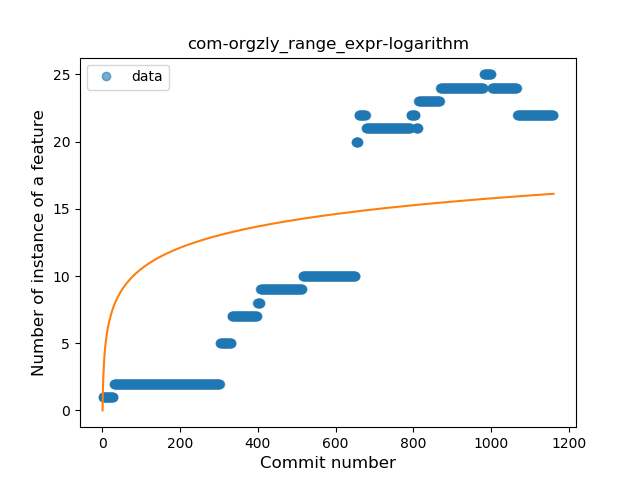 com-orgzly_range_expr-logarithm
data
Number of instance of a feature
25
20
15
10
5
0
0 200 400 600 800 1000 1200
Commit number